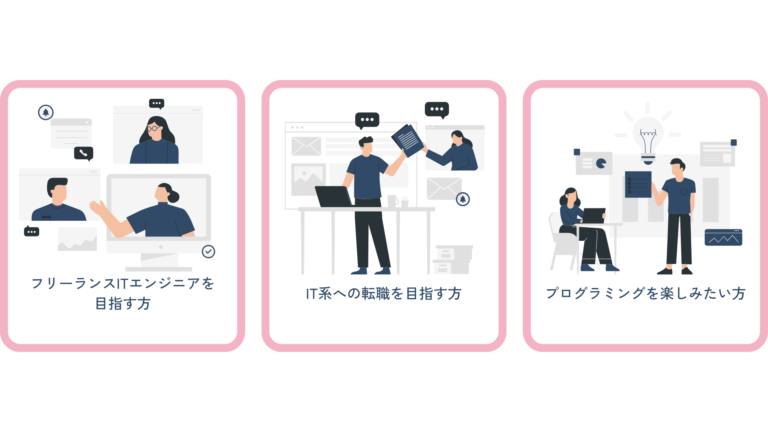 フリーランスITエンジニアを
目指す方
IT系への転職を目指す方
プログラミングを楽しみたい方